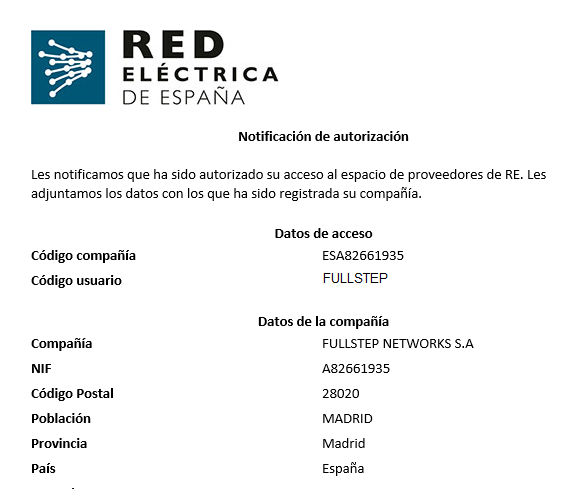 RED
ELÉCTRICA
DE ESPAÑA
Notificación de autorización
Les notificamos que ha sido autorizado su acceso al espacio de proveedores de RE. Les
adjuntamos los datos con los que ha sido registrada su compañía.
Datos de acceso
Código compañía ESA82661935
Código usuario FULLSTEP
Datos de la compañía
Compañía FULLSTEP NETWORKS S.A
NIF A82661935
Código Postal 28020
Población MADRID
Provincia Madrid
País España